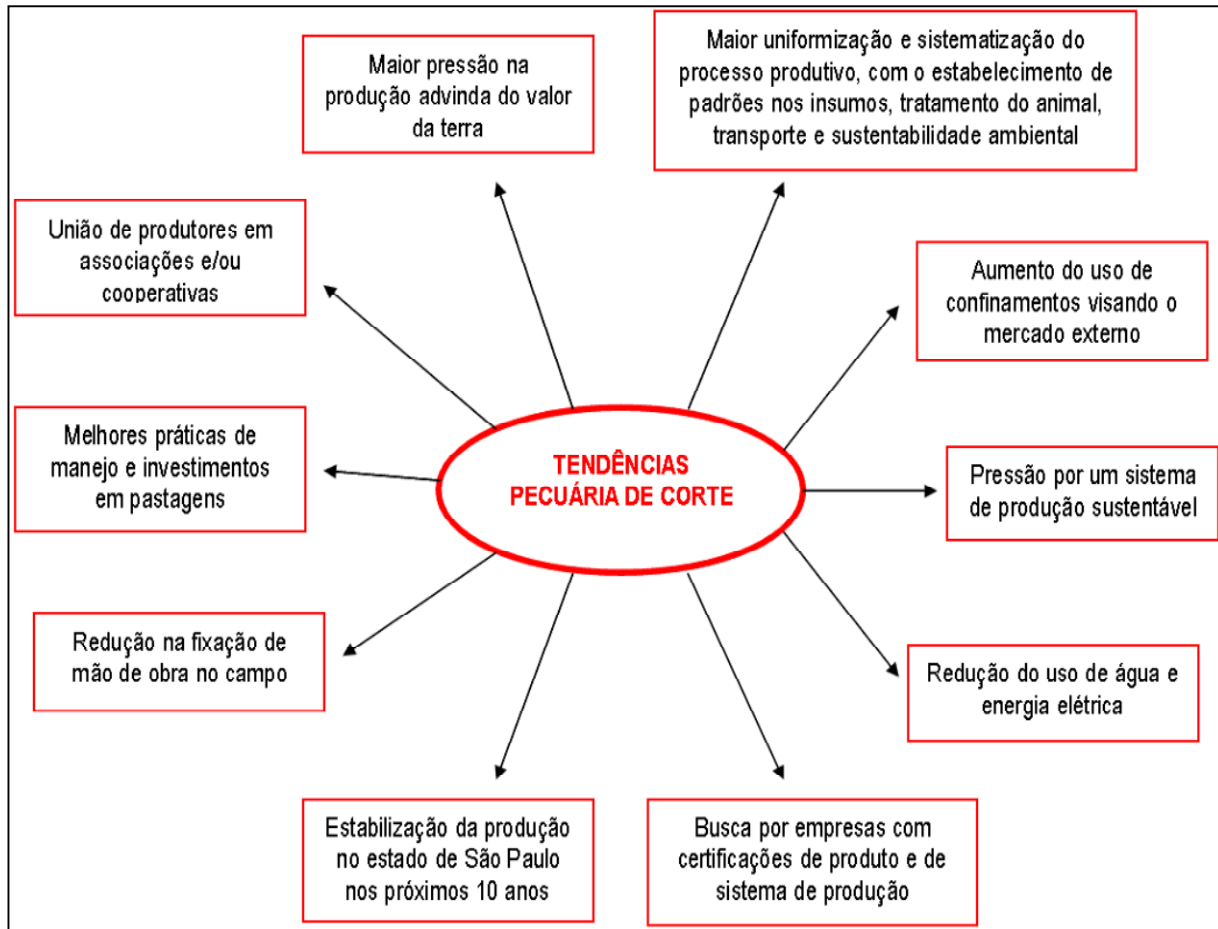 Maior pressão na
produção advinda do valor
da terra
Maior uniformização e sistematização do
processo produtivo, com o estabelecimento de
padrões nos insumos, tratamento do animal,
transporte e sustentabilidade ambiental
União de produtores em
associações e/ou
cooperativas
Aumento do uso de
confinamentos visando o
mercado externo
Melhores práticas de
manejo e investimentos
em pastagens
TENDÊNCIAS
PECUÁRIA DE CORTE
Pressão por um sistema
de produção sustentável
Redução na fixação de
mão de obra no campo
Redução do uso de água e
energia elétrica
Estabilização da produção
no estado de São Paulo
nos próximos 10 anos
Busca por empresas com
certificações de produto e de
sistema de produção